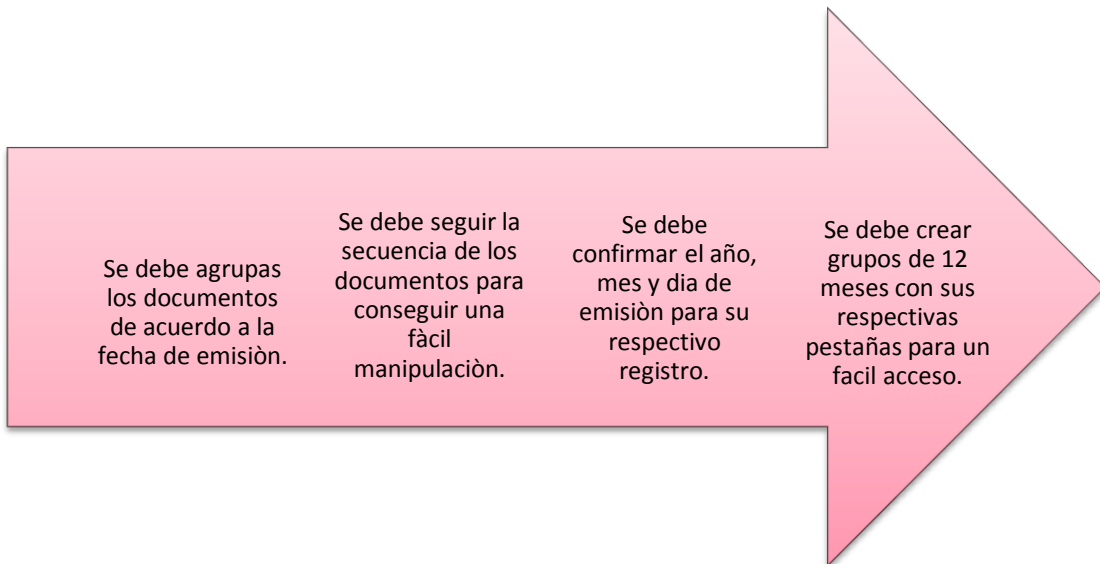 Se debe agrupas
los documentos
de acuerdo a la
fecha de emisiòn.
Se debe seguir la
secuencia de los
documentos para
conseguir una
fàcil
manipulaciòn.
Se debe
confirmar el año,
mes y dia de
emisiòn para su
respectivo
registro.
Se debe crear
grupos de 12
meses con sus
respectivas
pestañas para un
facil acceso.